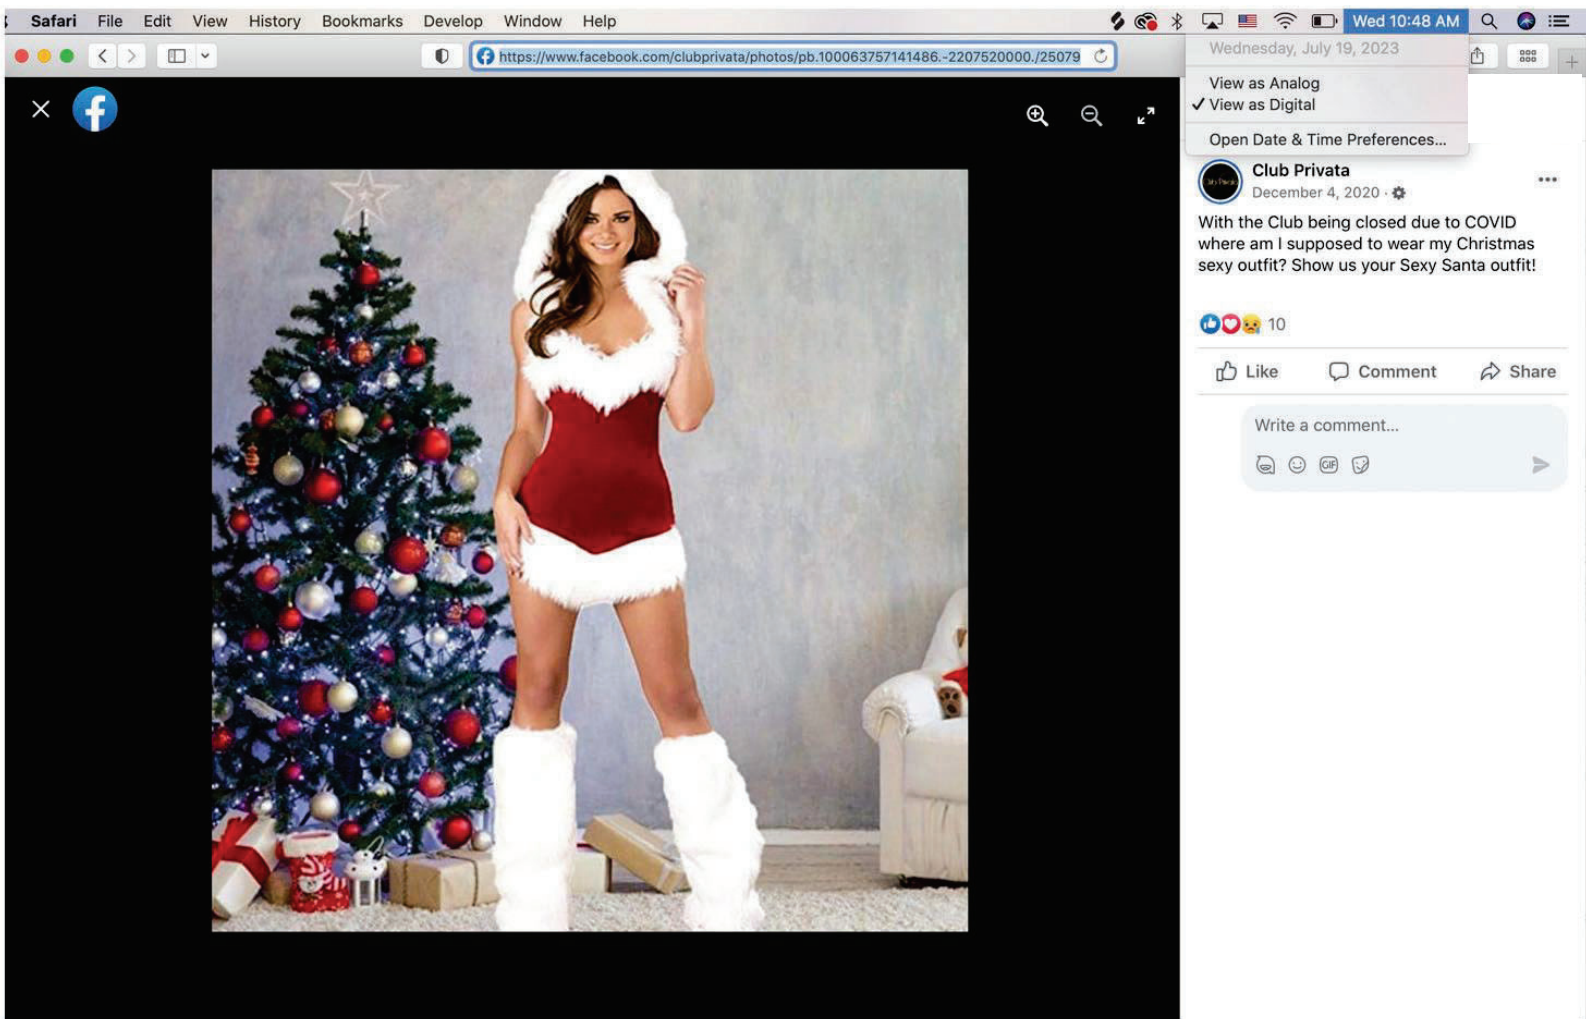 Safari File Edit View History Bookmarks Develop Window Help Wed 10:48 AM
https://www.facebook.com/clubprivata/photos/pb.100063757141486.-2207520000./25079
Wednesday, July 19, 2023
View as Analog
✓ View as Digital
Open Date & Time Preferences...
Club Privata
December 4, 2020 ·
With the Club being closed due to COVID
where am I supposed to wear my Christmas
sexy outfit? Show us your Sexy Santa outfit!
10
Like Comment Share
Write a comment...
GIF